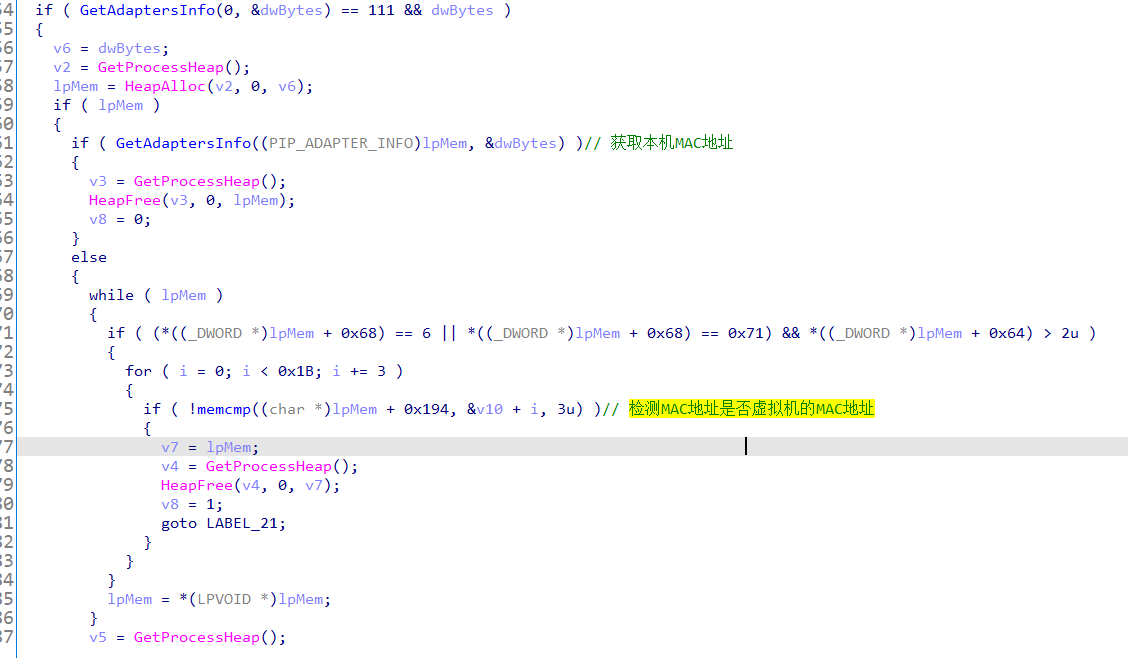 54 if ( GetAdaptersInfo(0, &dwBytes) == 111 && dwBytes )
55 {
56 v6 = dwBytes;
57 v2 = GetProcessHeap();
58 lpMem = HeapAlloc(v2, 0, v6);
59 if ( lpMem )
60 {
61 if ( GetAdaptersInfo((PIP_ADAPTER_INFO)lpMem, &dwBytes) )// 获取本机MAC地址
62 {
63 v3 = GetProcessHeap();
64 HeapFree(v3, 0, lpMem);
65 v8 = 0;
66 }
67 else
68 {
69 while ( lpMem )
70 {
71 if ( (*((_DWORD *)lpMem + 0x68) == 6 || *((_DWORD *)lpMem + 0x68) == 0x71) && *((_DWORD *)lpMem + 0x64) > 2u )
72 {
73 for ( i = 0; i < 0x1B; i += 3 )
74 {
75 if ( !memcmp((char *)lpMem + 0x194, &v10 + i, 3u) )// 检测MAC地址是否虚拟机的MAC地址
76 {
77 v7 = lpMem;
78 v4 = GetProcessHeap();
79 HeapFree(v4, 0, v7);
80 v8 = 1;
81 goto LABEL_21;
82 }
83 }
84 }
85 lpMem = *(LPVOID *)lpMem;
86 }
87 v5 = GetProcessHeap();